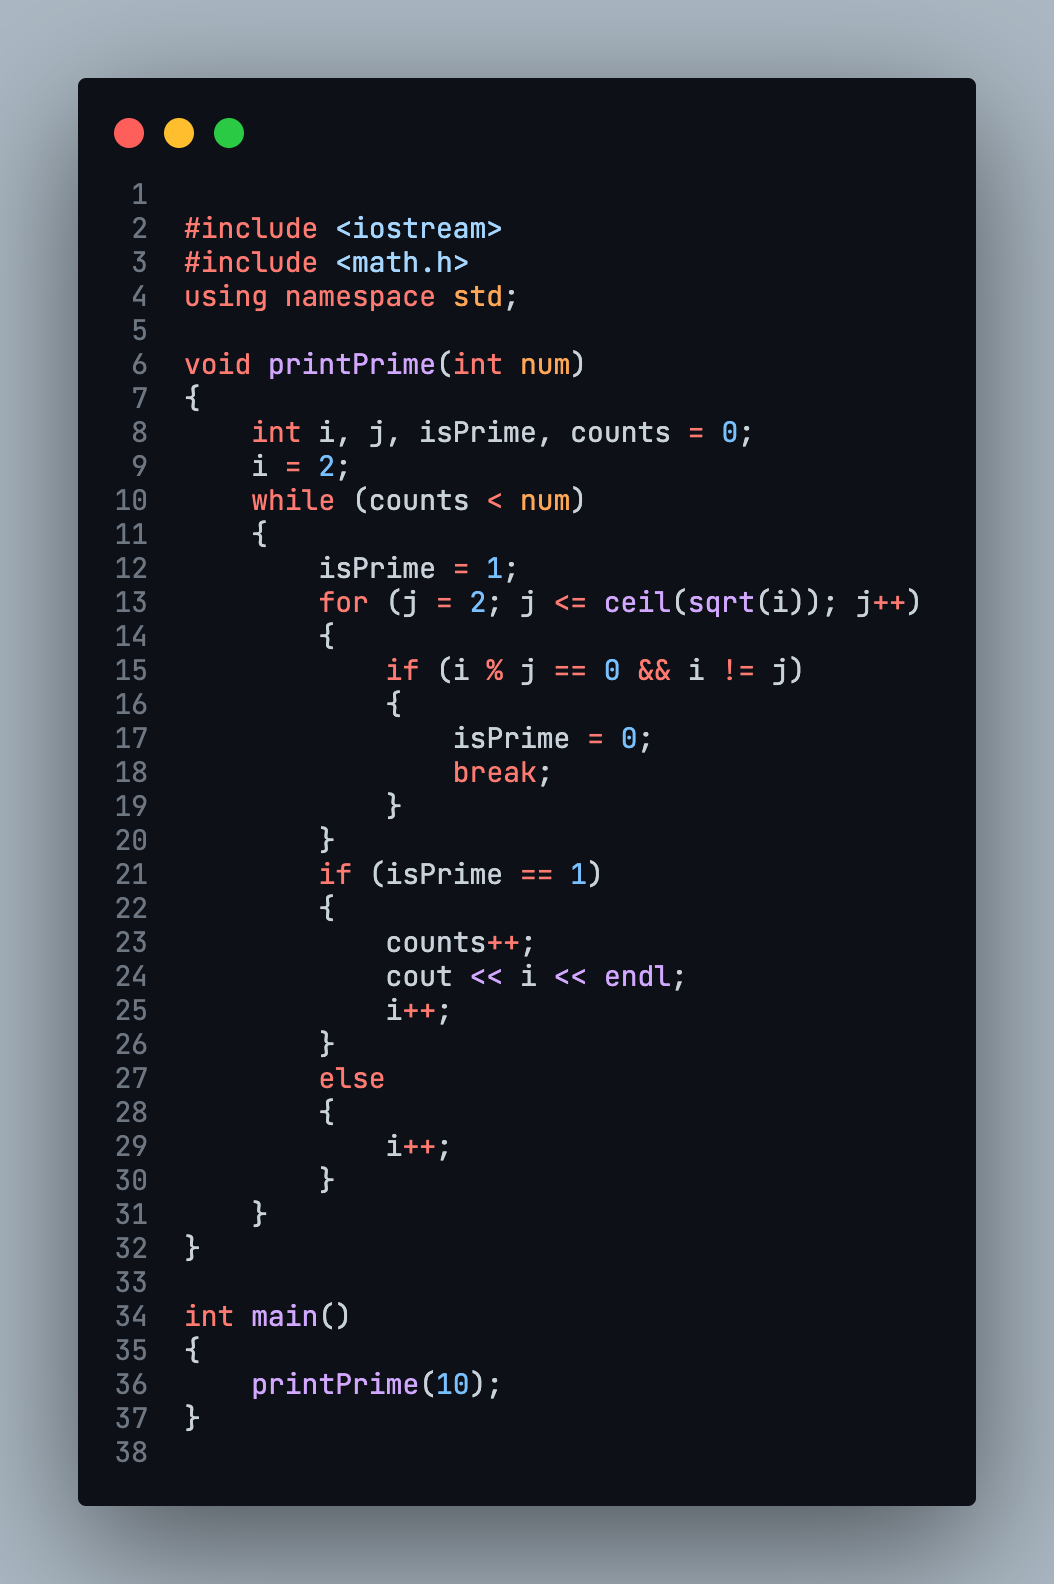 1
2 #include <iostream>
3 #include <math.h>
4 using namespace std;
5
6 void printPrime(int num)
7 {
8     int i, j, isPrime, counts = 0;
9     i = 2;
10     while (counts < num)
11     {
12         isPrime = 1;
13         for (j = 2; j <= ceil(sqrt(i)); j++)
14         {
15             if (i % j == 0 && i != j)
16             {
17                 isPrime = 0;
18                 break;
19             }
20         }
21         if (isPrime == 1)
22         {
23             counts++;
24             cout << i << endl;
25             i++;
26         }
27         else
28         {
29             i++;
30         }
31     }
32 }
33
34 int main()
35 {
36     printPrime(10);
37 }
38